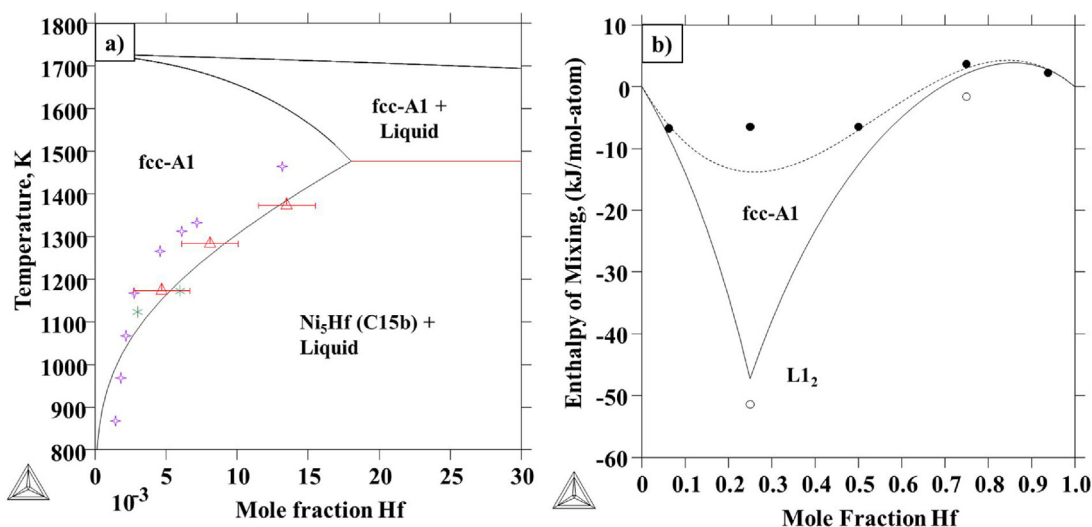 a)
1800
1700
1600
1500
1400
1300
1200
1100
1000
900
800
Temperature, K
fcc-A1 +
Liquid
fcc-A1
Ni₅Hf (C15b) +
Liquid
0
5
10
15
20
25
30
10⁻³
Mole fraction Hf
b)
10
0
-10
-20
-30
-40
-50
-60
Enthalpy of Mixing, (kJ/mol-atom)
fcc-A1
L1₂
0
0.1
0.2
0.3
0.4
0.5
0.6
0.7
0.8
0.9
1.0
Mole Fraction Hf